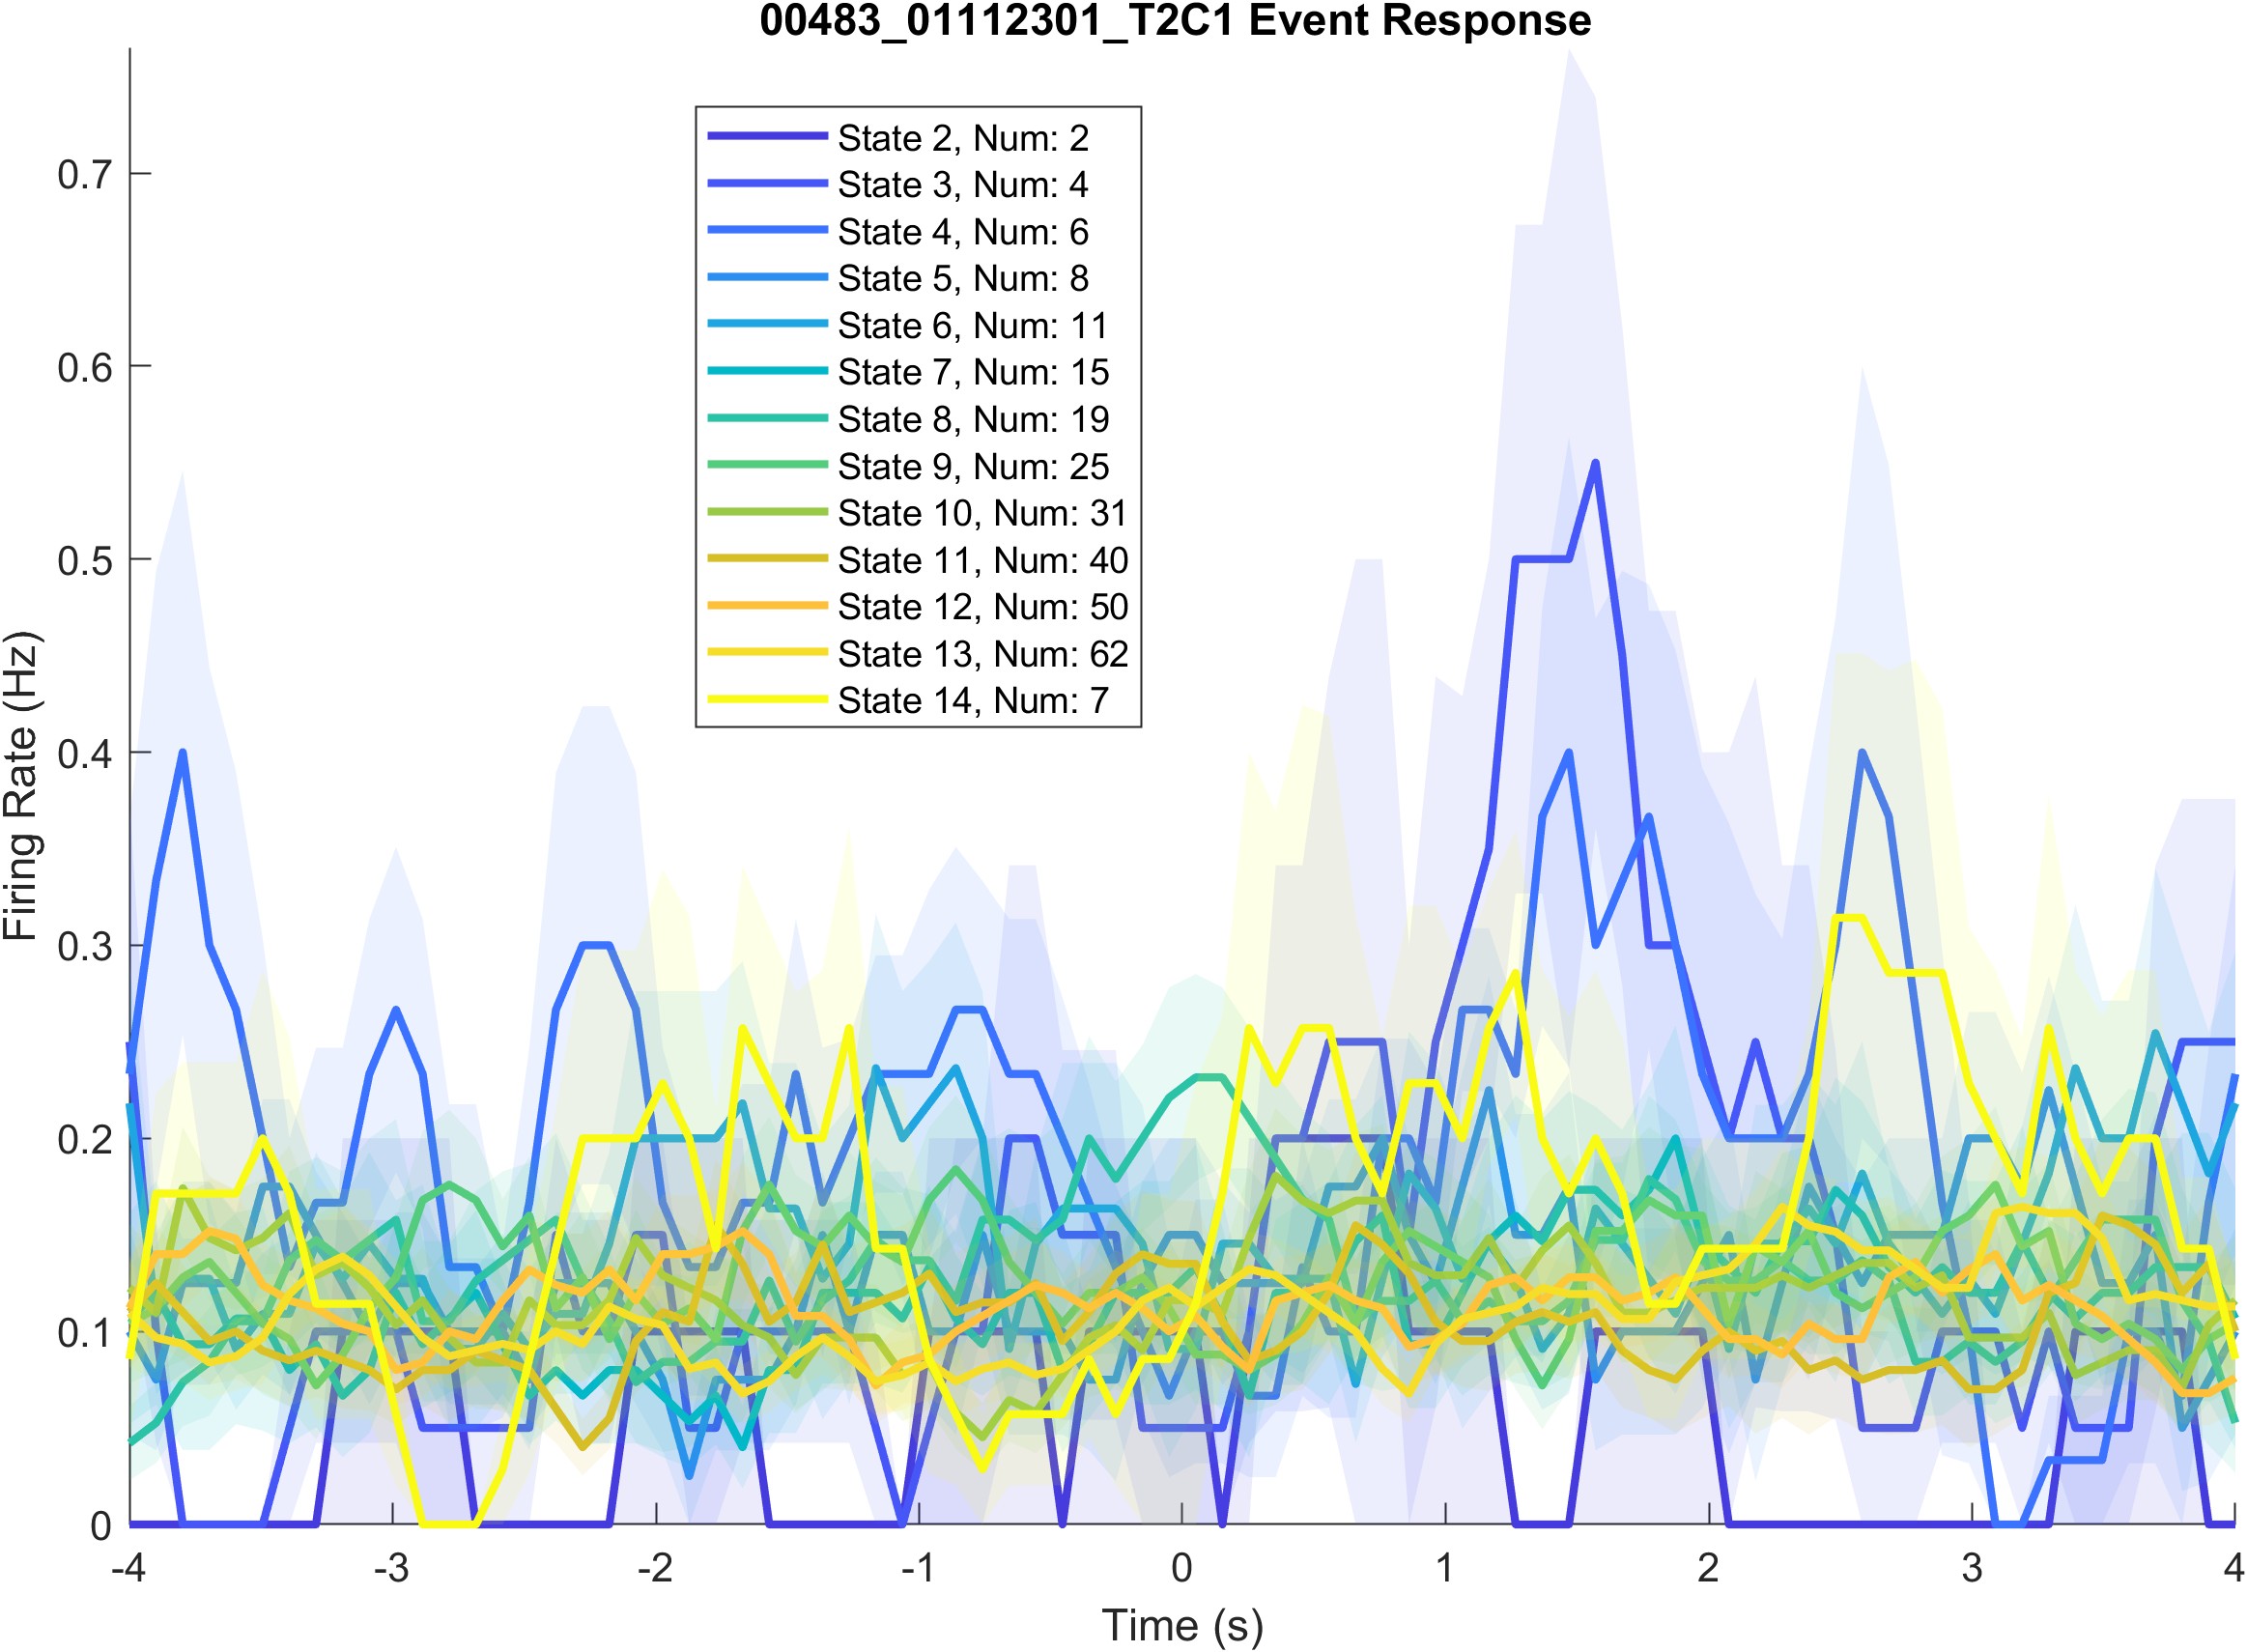 00483_01112301_T2C1 Event Response
State 2, Num: 2
State 3, Num: 4
State 4, Num: 6
State 5, Num: 8
State 6, Num: 11
State 7, Num: 15
State 8, Num: 19
State 9, Num: 25
State 10, Num: 31
State 11, Num: 40
State 12, Num: 50
State 13, Num: 62
State 14, Num: 7
Firing Rate (Hz)
0.7
0.6
0.5
0.4
0.3
0.2
0.1
0
-4 -3 -2 -1 0 1 2 3 4
Time (s)